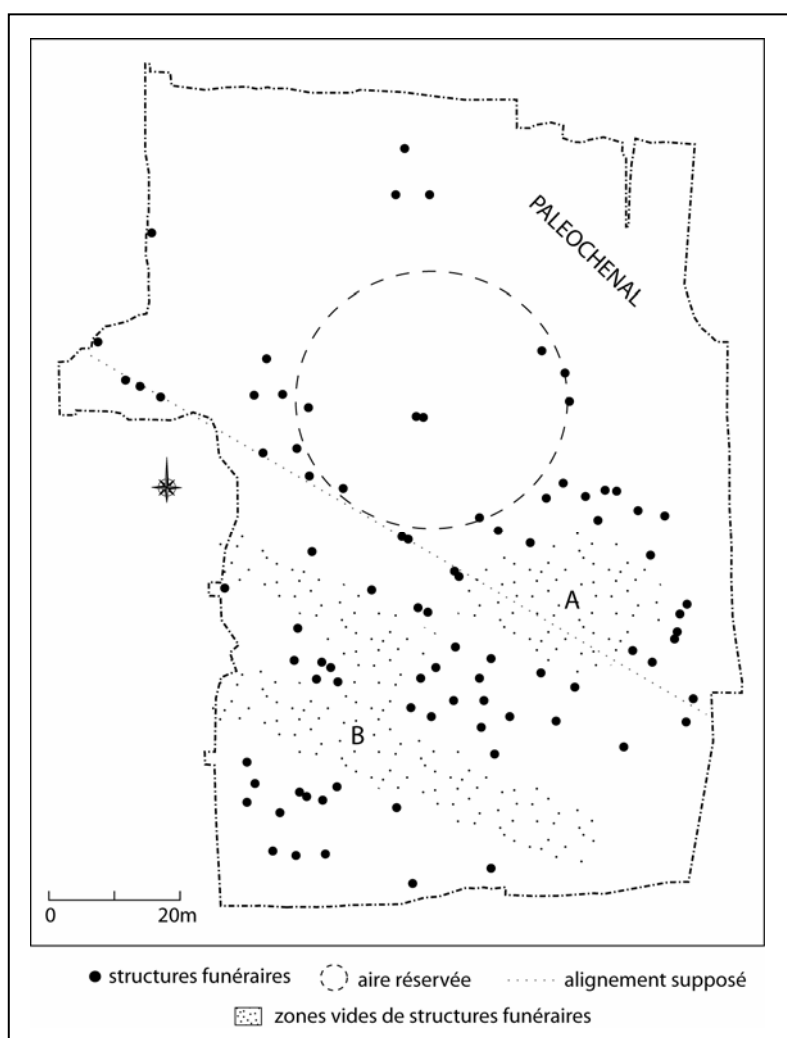 PALEOCHENAL
A
B
0 20m
structures funéraires aire réservée alignement supposé
zones vides de structures funéraires